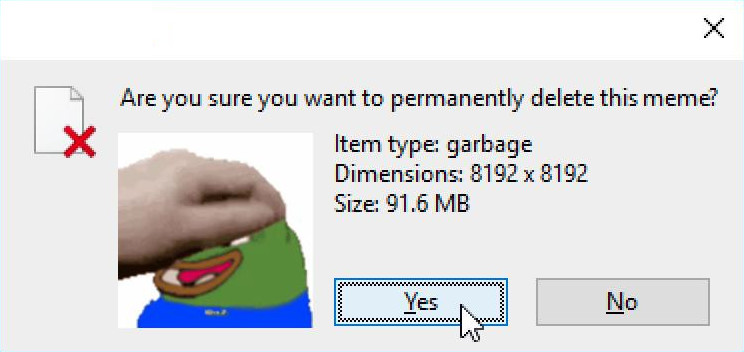 Are you sure you want to permanently delete this meme?
Item type: garbage
Dimensions: 8192 x 8192
Size: 91.6 MB
Yes
No